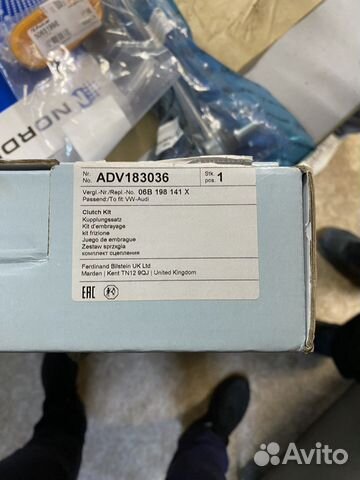 NORD
Nr.
No. ADV183036 Stk. pcs. 1
Vergl.-Nr./Repl.-No. 06B 198 141 X
Passend./To fit: VW-Audi
Clutch Kit
Kupplungssatz
Kit d'embrayage
kit frizione
Juego de embrague
Zestaw sprzęgła
комплект сцепления
Ferdinand Bilstein UK Ltd
Marden | Kent TN12 9QJ | United Kingdom
EAC
Avito